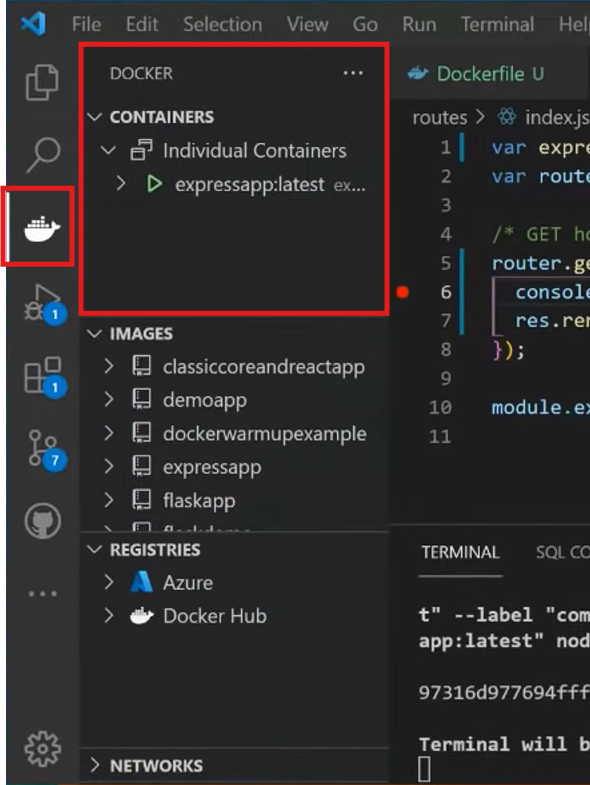 File Edit Selection View Go Run Terminal
DOCKER ...
CONTAINERS
Individual Containers
expressapp:latest ex...
IMAGES
classiccoreandreactapp
demoapp
dockerwarmupexample
expressapp
flaskapp
REGISTRIES
Azure
Docker Hub
NETWORKS
1
1
7
Dockerfile U
routes > index.js
1 var expre
2 var route
3
4 /* GET ho
5 router.ge
6 console
7 res.ren
8 });
9
10 module.ex
11
TERMINAL SQL CO
t" --label "com
app:latest" nod
97316d977694fff
Terminal will b